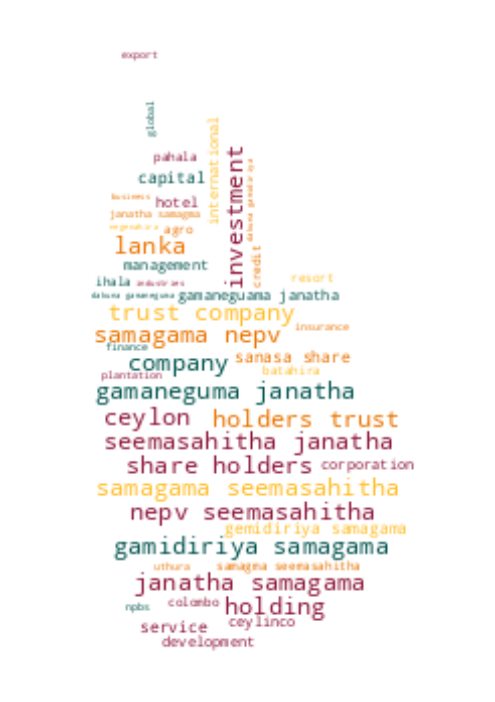 export
global
international
pahala
investment
capital
business
hotel
janatha samagma
agro
lanka
credit
management
ihala industries
resort
dakuna gamaneguma gamaneguama janatha
trust company
samagama nepv
insurance
finance
company
sanasa share
plantation
batahira
gamaneguma janatha
ceylon
holders trust
seemasahitha janatha
share holders
corporation
samagama seemasahitha
nepv seemasahitha
gemidiriya samagama
gamidiriya samagama
uthura
samagma seemasahitha
janatha samagama
npbs
colombo
holding
service
ceylinco
development